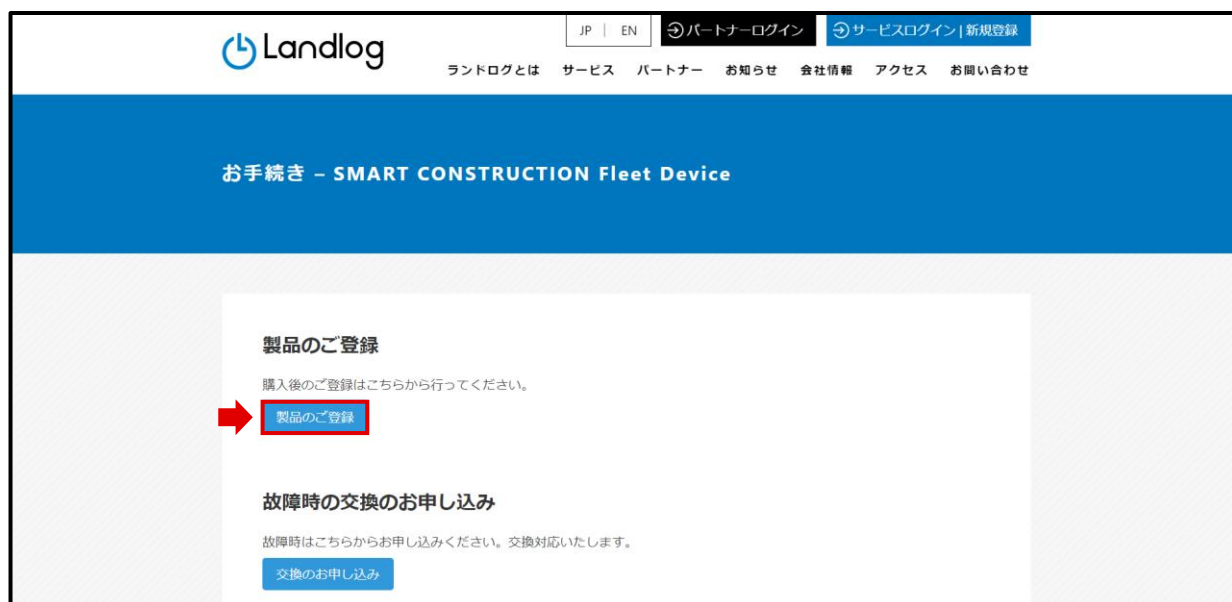 Landlog
JP | EN
パートナーログイン
サービスログイン | 新規登録
ランドログとは サービス パートナー お知らせ 会社情報 アクセス お問い合わせ
お手続き – SMART CONSTRUCTION Fleet Device
製品のご登録
購入後のご登録はこちらから行ってください。
製品のご登録
故障時の交換のお申し込み
故障時はこちらからお申し込みください。交換対応いたします。
交換のお申し込み